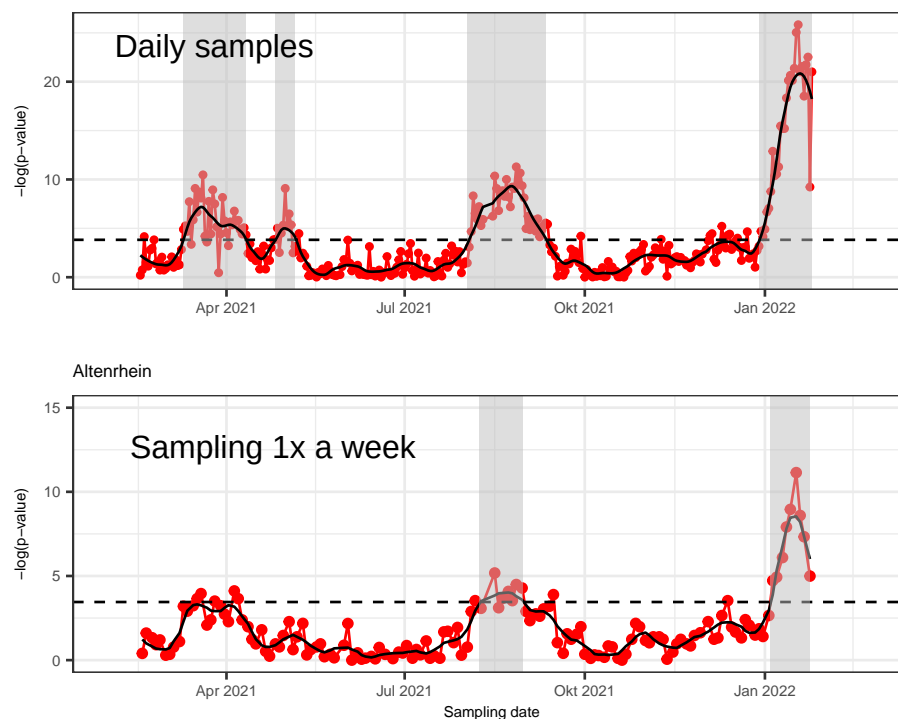 Daily samples
20
10
0
−log(p−value)
Apr 2021
Jul 2021
Okt 2021
Jan 2022
Altenrhein
Sampling 1x a week
15
10
5
0
−log(p−value)
Apr 2021
Jul 2021
Okt 2021
Jan 2022
Sampling date